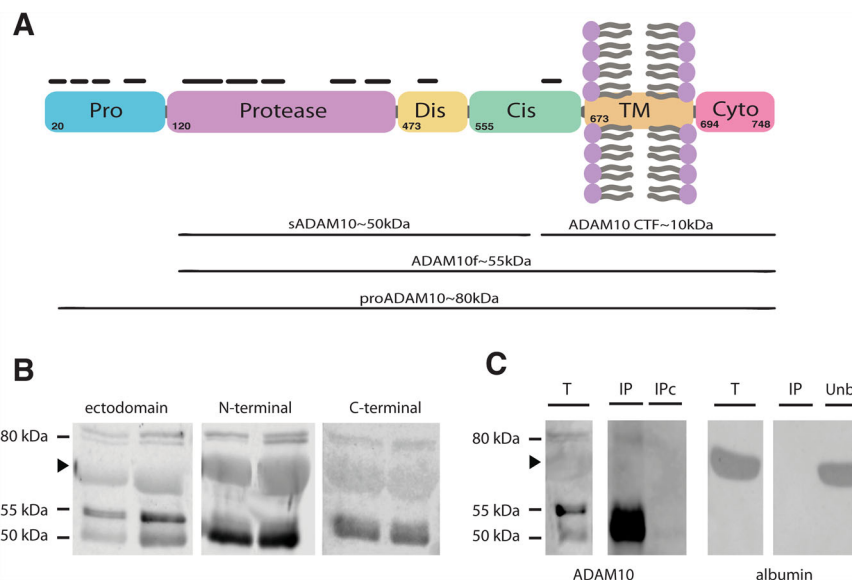 A
Pro Protease Dis Cis TM Cyto
20 120 473 555 673 694 748
sADAM10~50kDa ADAM10 CTF~10kDa
ADAM10f~55kDa
proADAM10~80kDa
B
ectodomain N-terminal C-terminal
80 kDa
55 kDa
50 kDa
C
T IP IPc T IP Unb
80 kDa
55 kDa
50 kDa
ADAM10 albumin